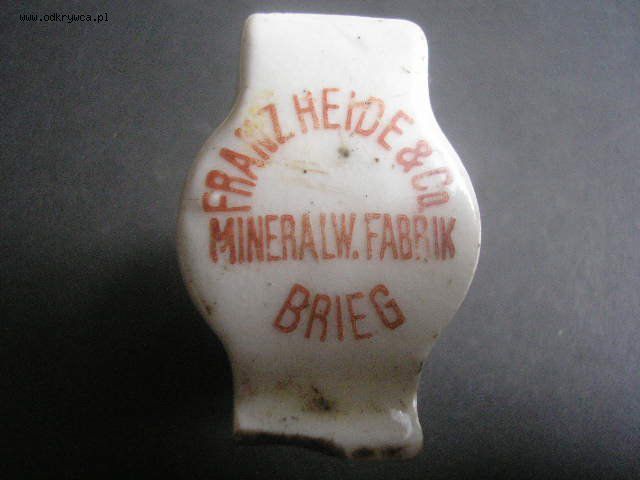 www.odkrywca.pl
FRANZ HEIDE & Co.
MINERALW. FABRIK
BRIEG